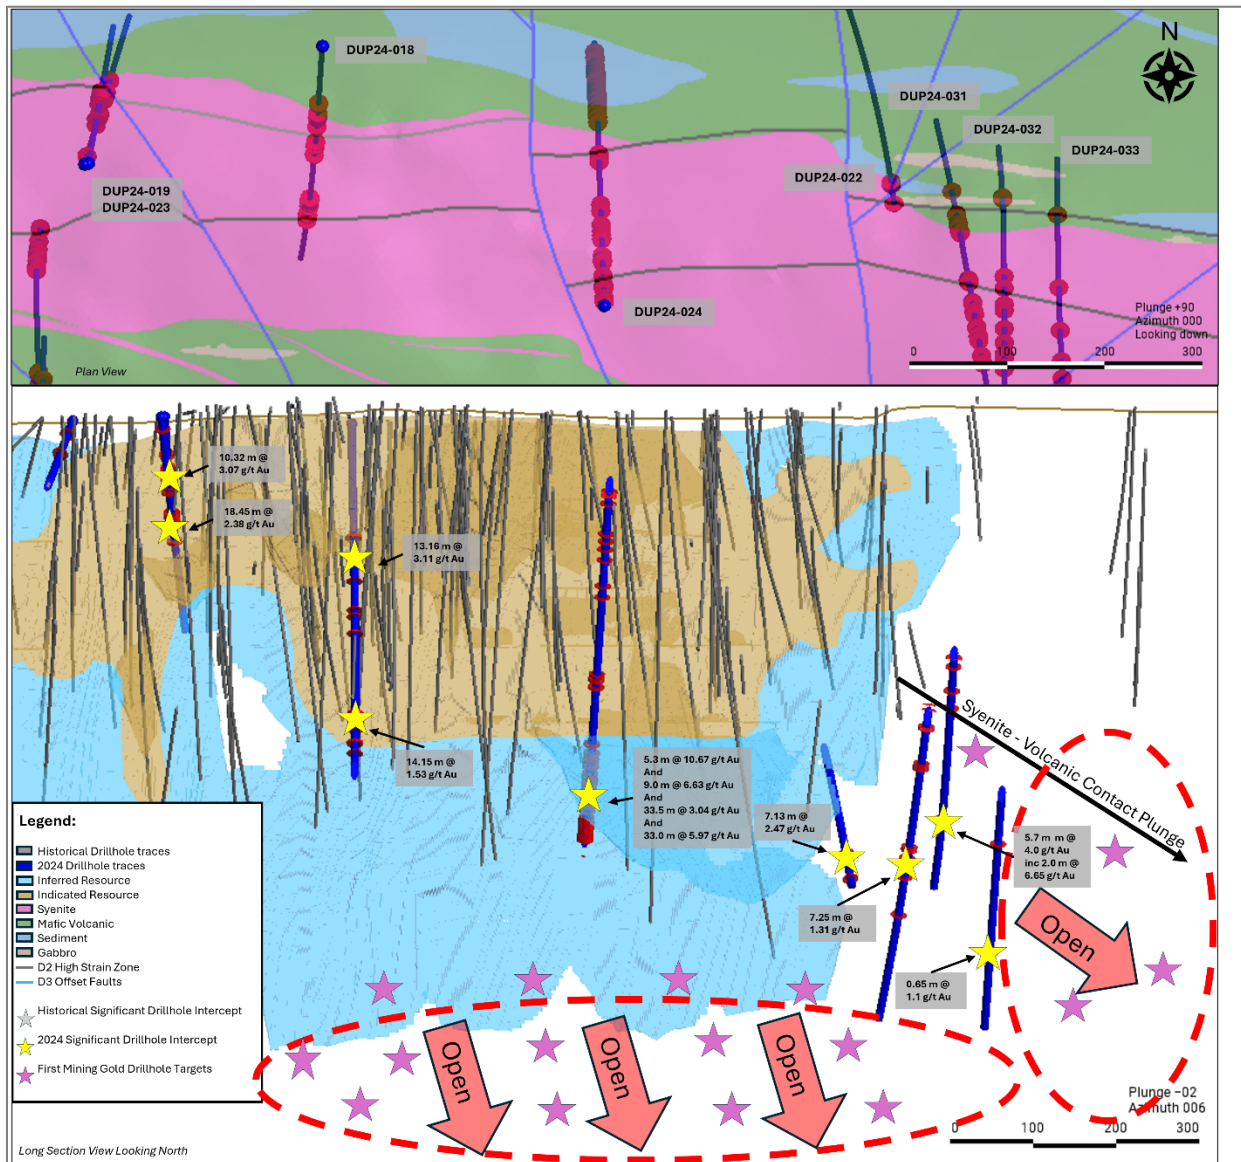 N
DUP24-018
DUP24-031
DUP24-032
DUP24-033
DUP24-022
DUP24-019
DUP24-023
DUP24-024
Plunge +90
Azimuth 000
Looking down
0 100 200 300
Plan View
10.32 m @
3.07 g/t Au
18.45 m @
2.38 g/t Au
13.16 m @
3.11 g/t Au
14.15 m @
1.53 g/t Au
5.3 m @ 10.67 g/t Au
And
9.0 m @ 6.63 g/t Au
And
33.5 m @ 3.04 g/t Au
And
33.0 m @ 5.97 g/t Au
7.13 m @
2.47 g/t Au
7.25 m @
1.31 g/t Au
5.7 m m @
4.0 g/t Au
inc 2.0 m @
6.65 g/t Au
0.65 m @
1.1 g/t Au
Syenite - Volcanic Contact Plunge
Open
Open
Open
Open
Legend:
Historical Drillhole traces
2024 Drillhole traces
Inferred Resource
Indicated Resource
Syenite
Mafic Volcanic
Sediment
Gabbro
D2 High Strain Zone
D3 Offset Faults
Historical Significant Drillhole Intercept
2024 Significant Drillhole Intercept
First Mining Gold Drillhole Targets
Plunge −02
Azimuth 006
0 100 200 300
Long Section View Looking North